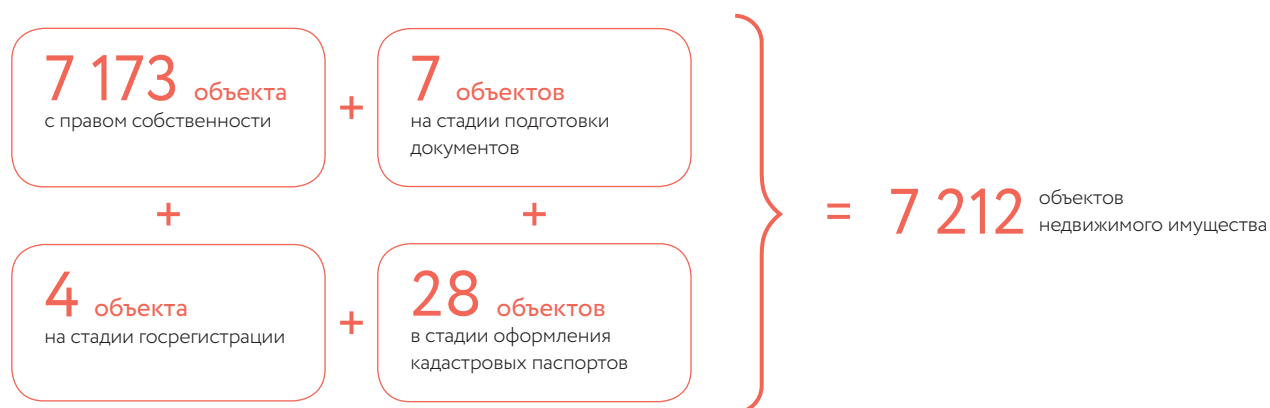 7 173 объекта
с правом собственности
+
7 объектов
на стадии подготовки
документов
+
+
4 объекта
на стадии госрегистрации
+
28 объектов
в стадии оформления
кадастровых паспортов
= 7 212 объектов
недвижимого имущества